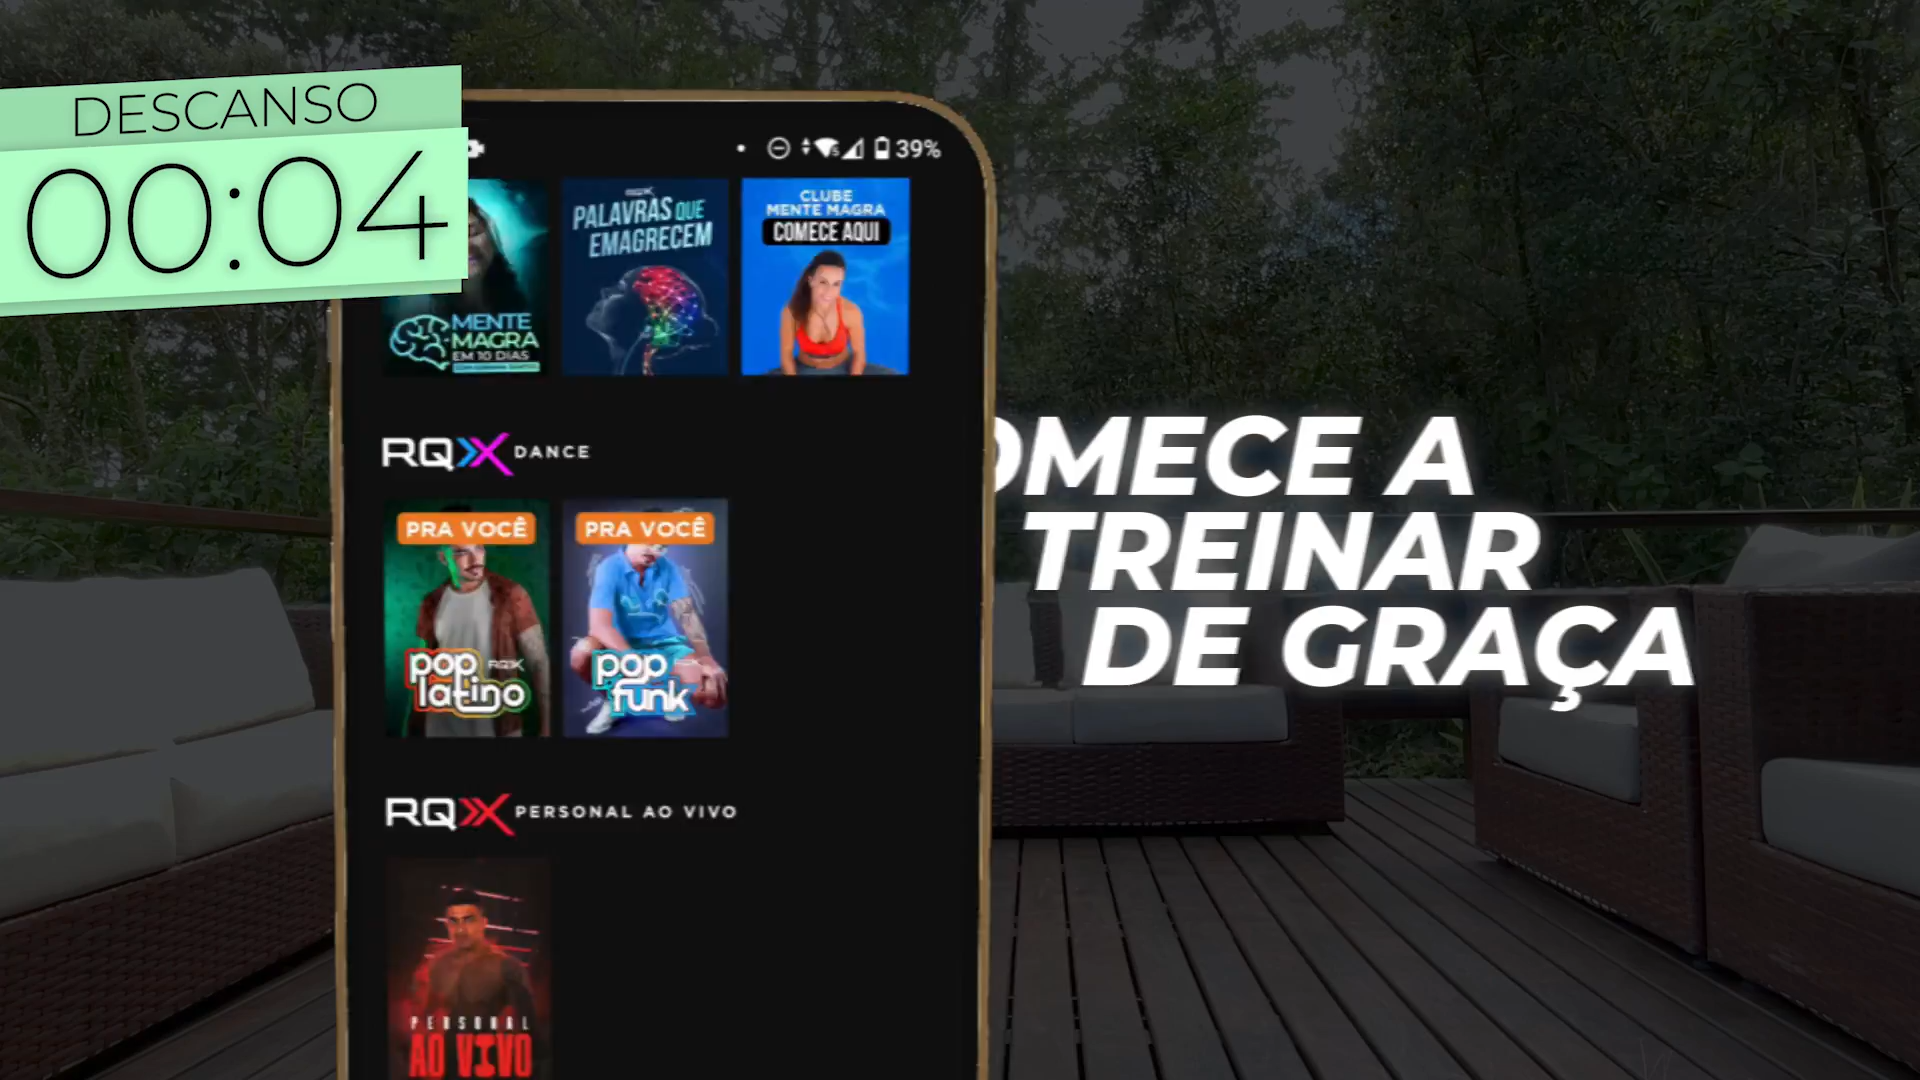 DESCANSO
00:04
39%
MENTE
MAGRA
EM 10 DIAS
PALAVRAS QUE
EMAGRECEM
CLUBE
MENTE MAGRA
COMECE AQUI
RQX DANCE
PRA VOCÊ
pop
latino
RQX
PRA VOCÊ
pop
funk
RQX PERSONAL AO VIVO
PERSONAL
AO VIVO
OMECE A
TREINAR
DE GRAÇA